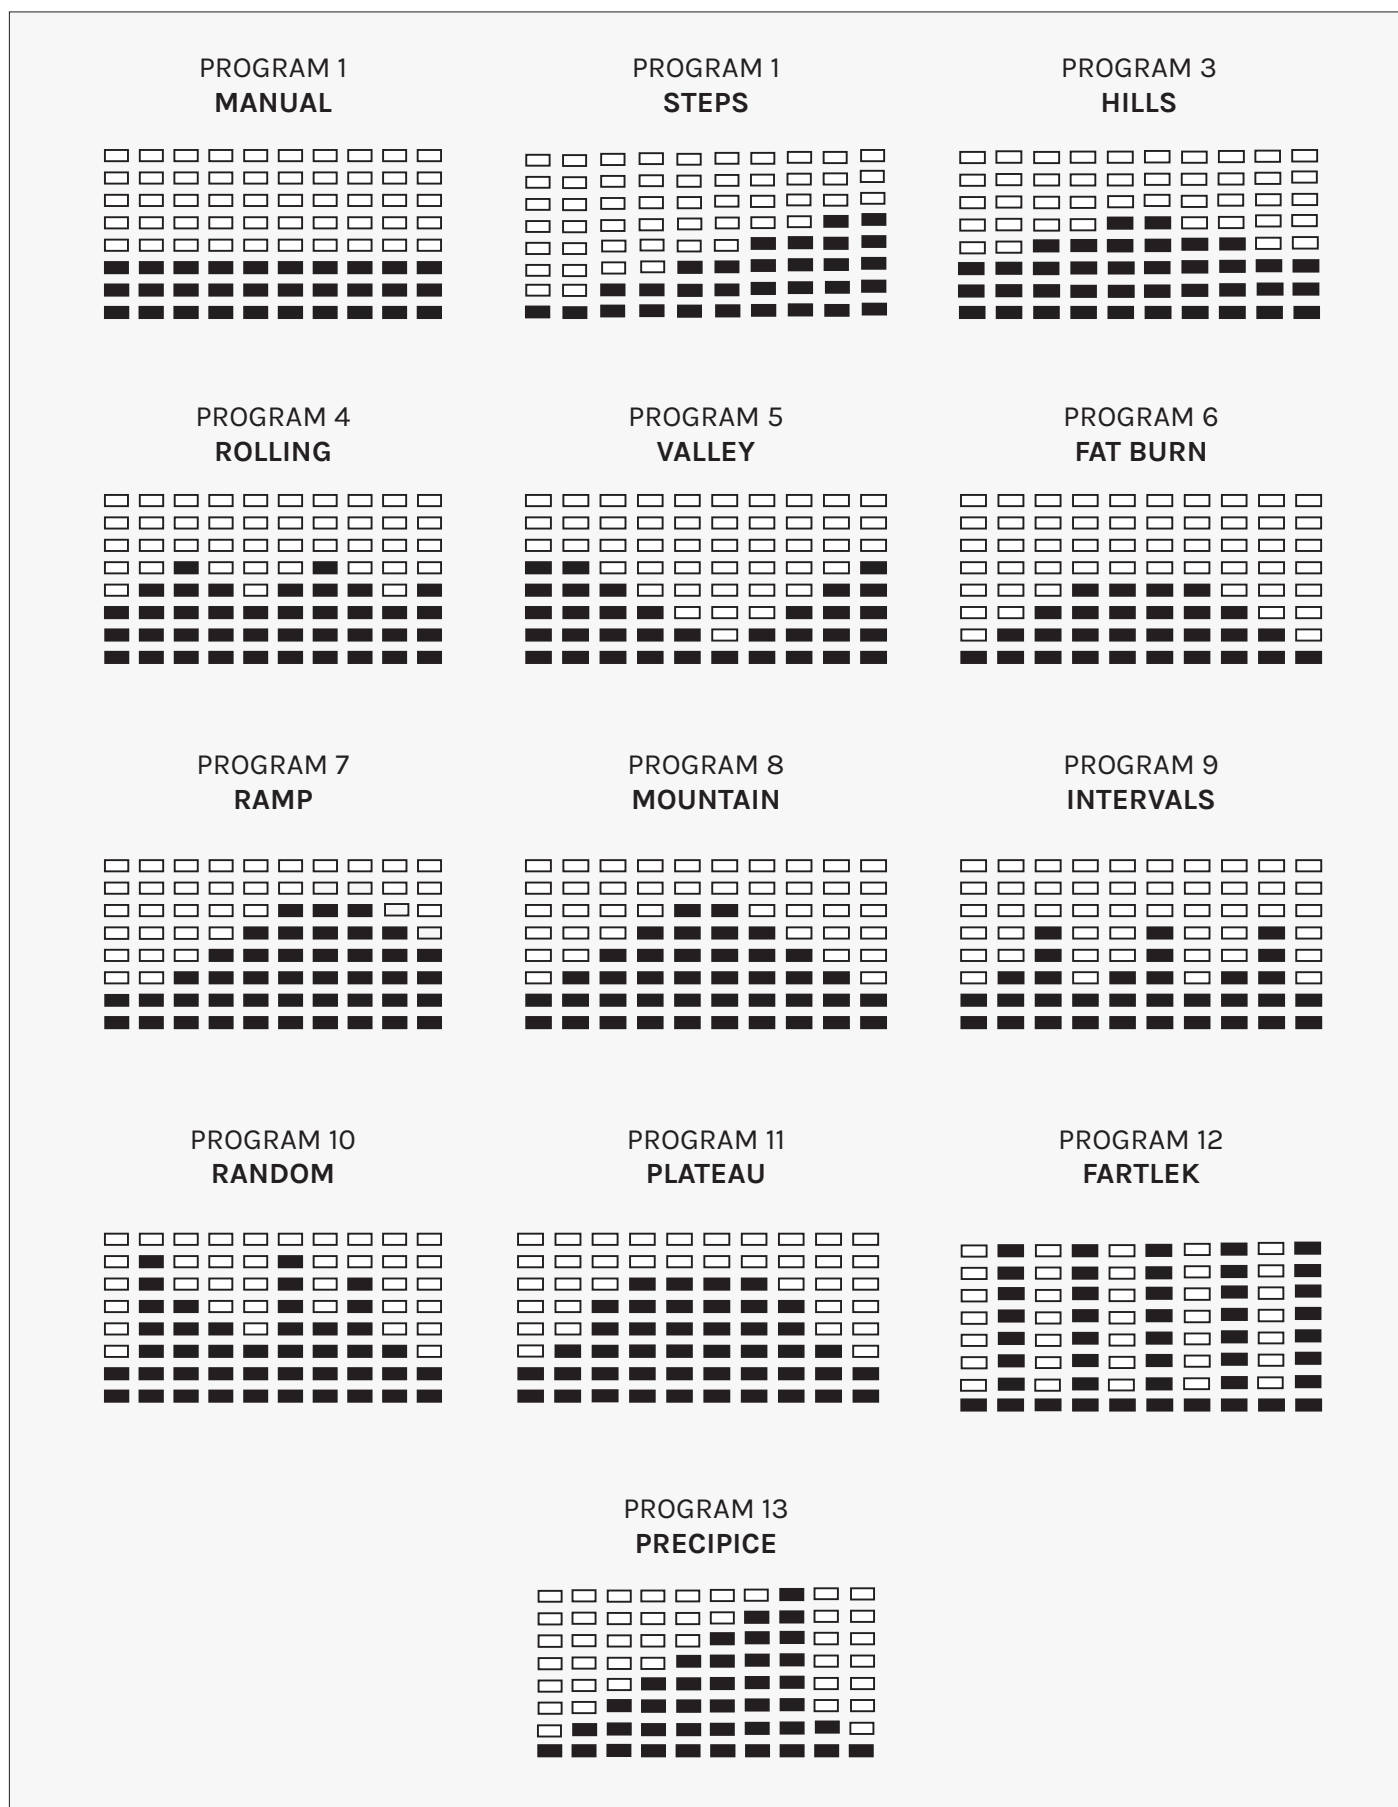 PROGRAM 1
MANUAL
PROGRAM 1
STEPS
PROGRAM 3
HILLS
PROGRAM 4
ROLLING
PROGRAM 5
VALLEY
PROGRAM 6
FAT BURN
PROGRAM 7
RAMP
PROGRAM 8
MOUNTAIN
PROGRAM 9
INTERVALS
PROGRAM 10
RANDOM
PROGRAM 11
PLATEAU
PROGRAM 12
FARTLEK
PROGRAM 13
PRECIPICE